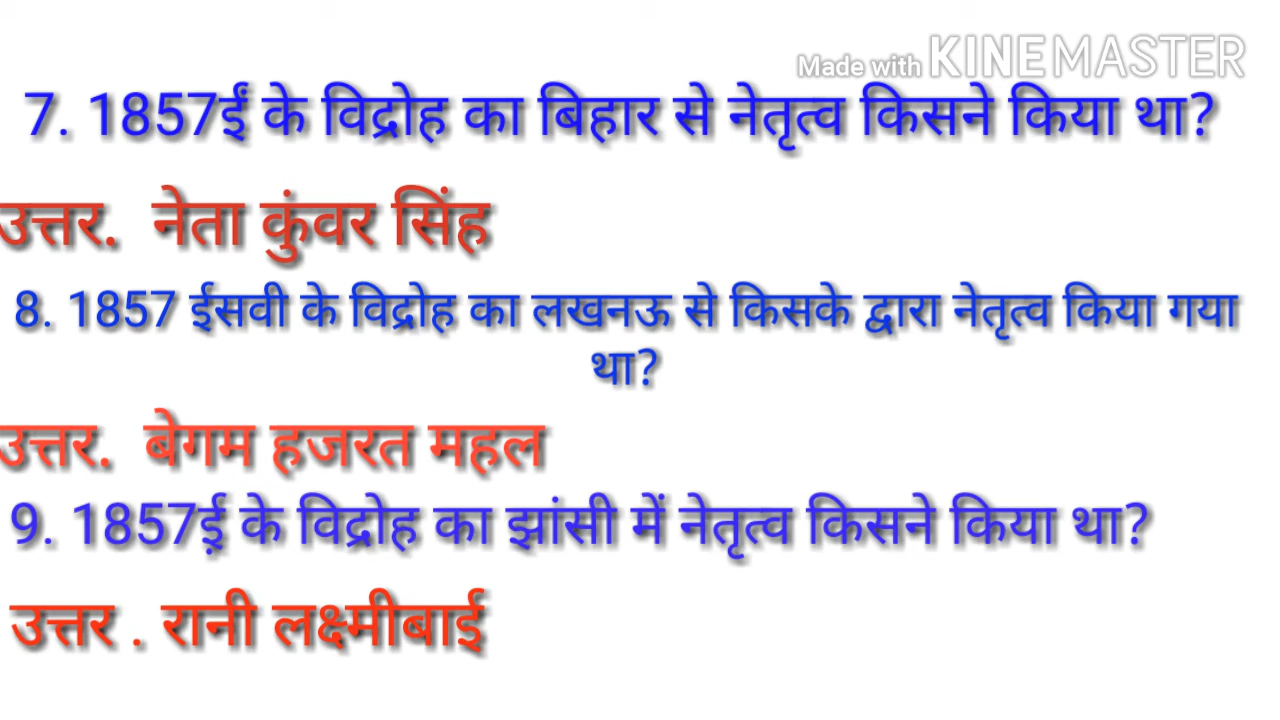 Made with KINEMASTER
7. 1857ईं के विद्रोह का बिहार से नेतृत्व किसने किया था?
उत्तर. नेता कुंवर सिंह
8. 1857 ईसवी के विद्रोह का लखनऊ से किसके द्वारा नेतृत्व किया गया
था?
उत्तर. बेगम हजरत महल
9. 1857ई़ं के विद्रोह का झांसी में नेतृत्व किसने किया था?
उत्तर . रानी लक्ष्मीबाई